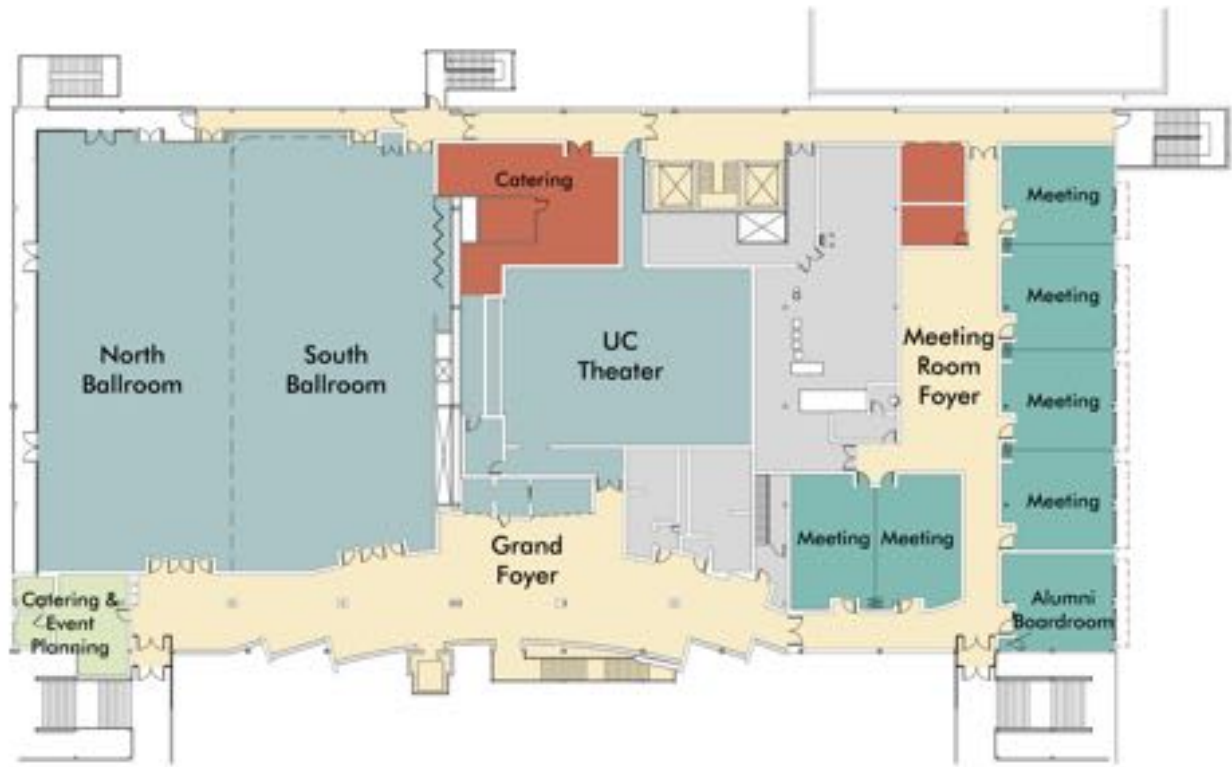 Catering
Meeting
Meeting
North
Ballroom
South
Ballroom
UC
Theater
Meeting
Room
Foyer
Meeting
Meeting
Meeting
Meeting
Grand
Foyer
Catering &
Event
Planning
Alumni
Boardroom